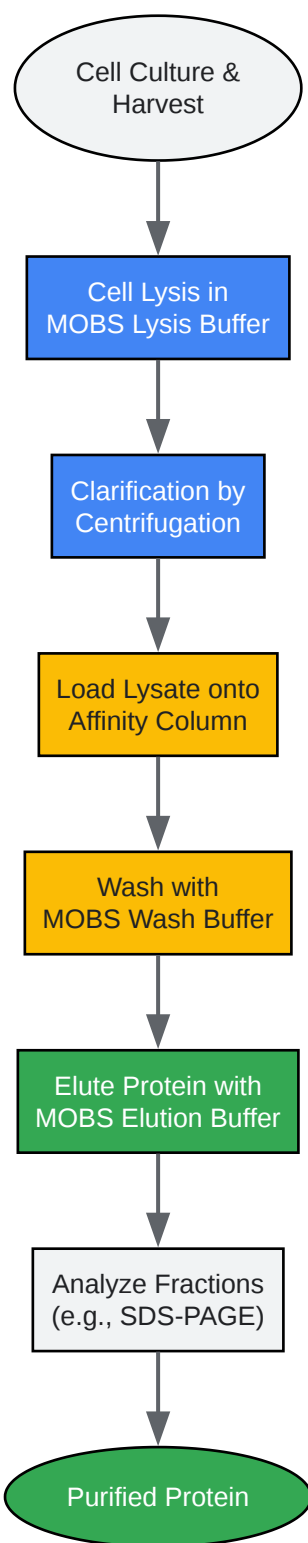 Cell Culture &
Harvest
Cell Lysis in
MOBS Lysis Buffer
Clarification by
Centrifugation
Load Lysate onto
Affinity Column
Wash with
MOBS Wash Buffer
Elute Protein with
MOBS Elution Buffer
Analyze Fractions
(e.g., SDS-PAGE)
Purified Protein